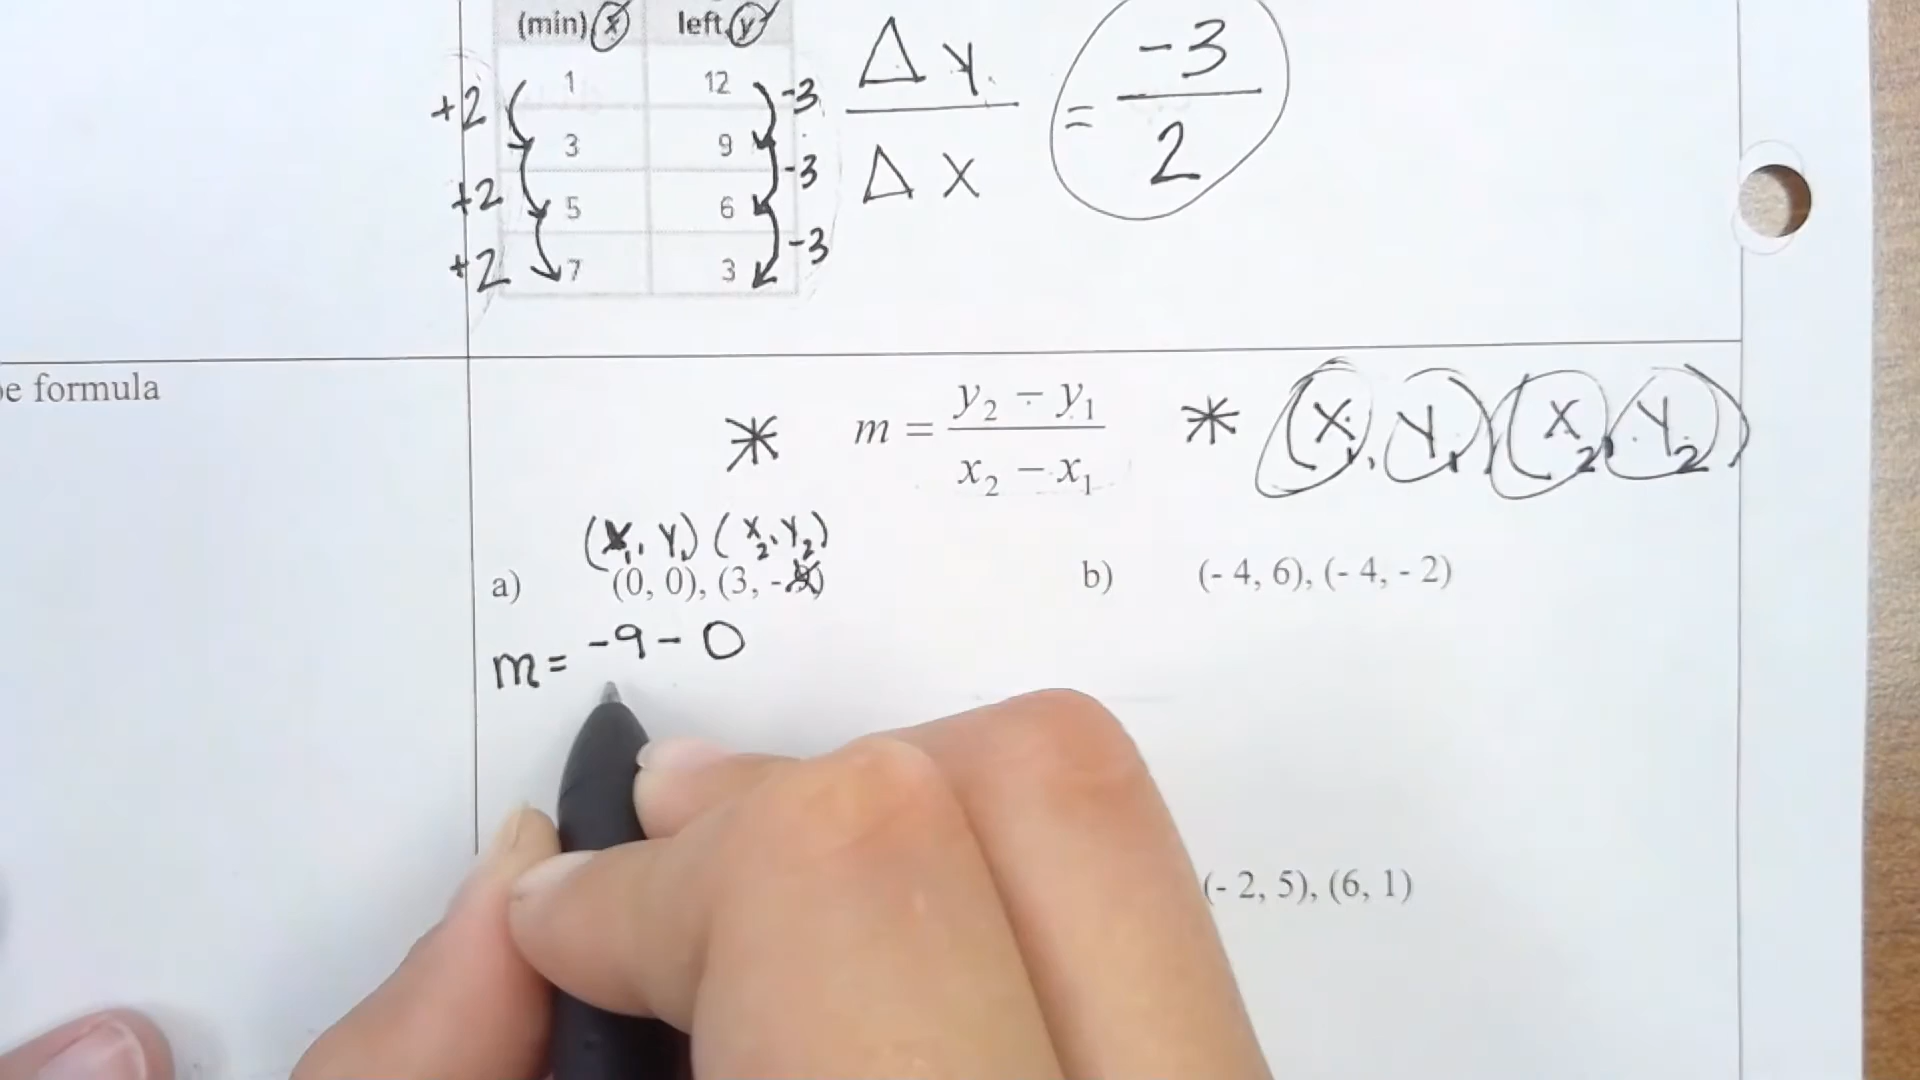 (min) x left y
+2 1 12 -3
3 9
+2 5 6 -3
+2 7 3 -3
Δy
Δx
= -3
2
e formula
* m = y₂ - y₁
x₂ - x₁
* (x₁, y₁)(x₂, y₂)
(x₁, y₁) (x₂, y₂)
a) (0, 0), (3, -
b) (- 4, 6), (- 4, - 2)
m = -9 - 0
(- 2, 5), (6, 1)